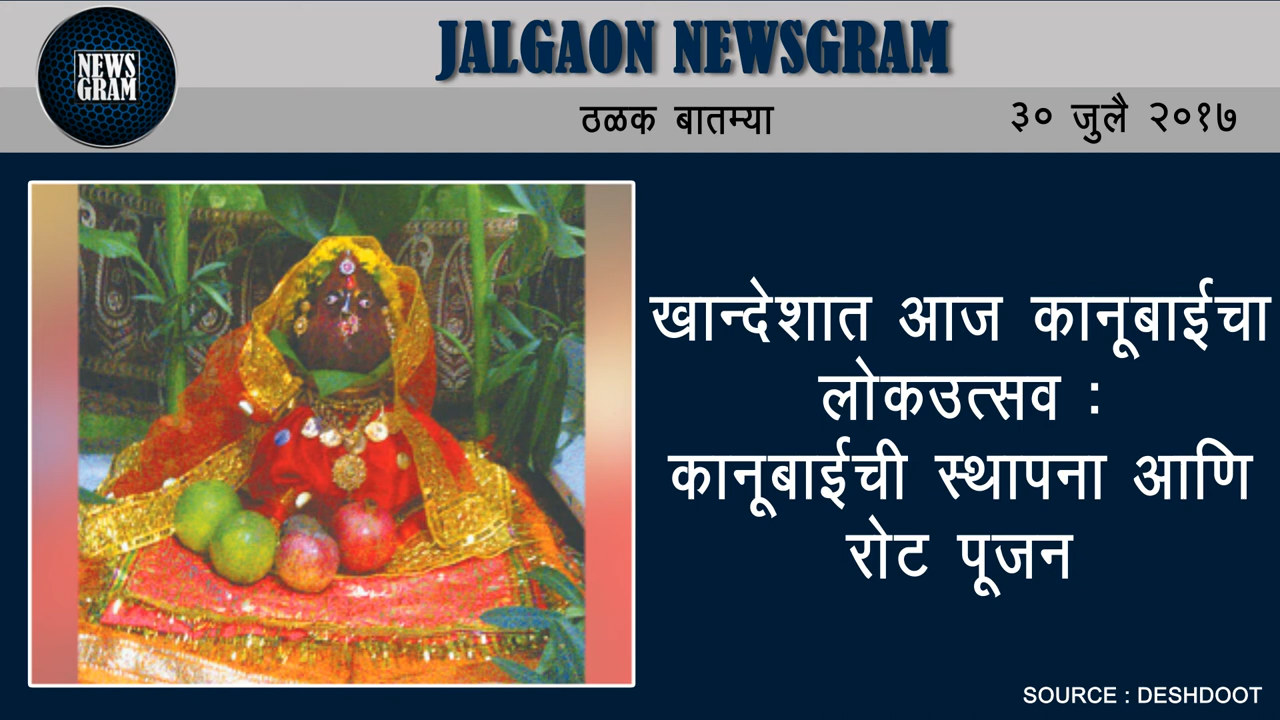 NEWS
GRAM
JALGAON NEWSGRAM
ठळक बातम्या
३० जुलै २०१७
खान्देशात आज कानूबाईचा
लोकउत्सव :
कानूबाईची स्थापना आणि
रोट पूजन
SOURCE : DESHDOOT